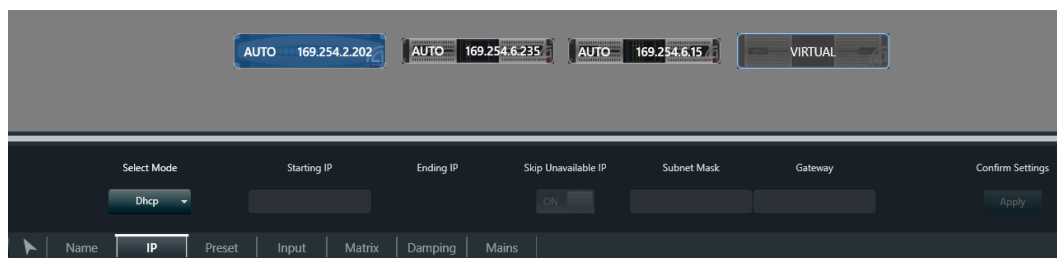 AUTO 169.254.2.202 AUTO 169.254.6.235 AUTO 169.254.6.15 VIRTUAL
Select Mode Starting IP Ending IP Skip Unavailable IP Subnet Mask Gateway Confirm Settings
Dhcp ON Apply
Name IP Preset Input Matrix Damping Mains